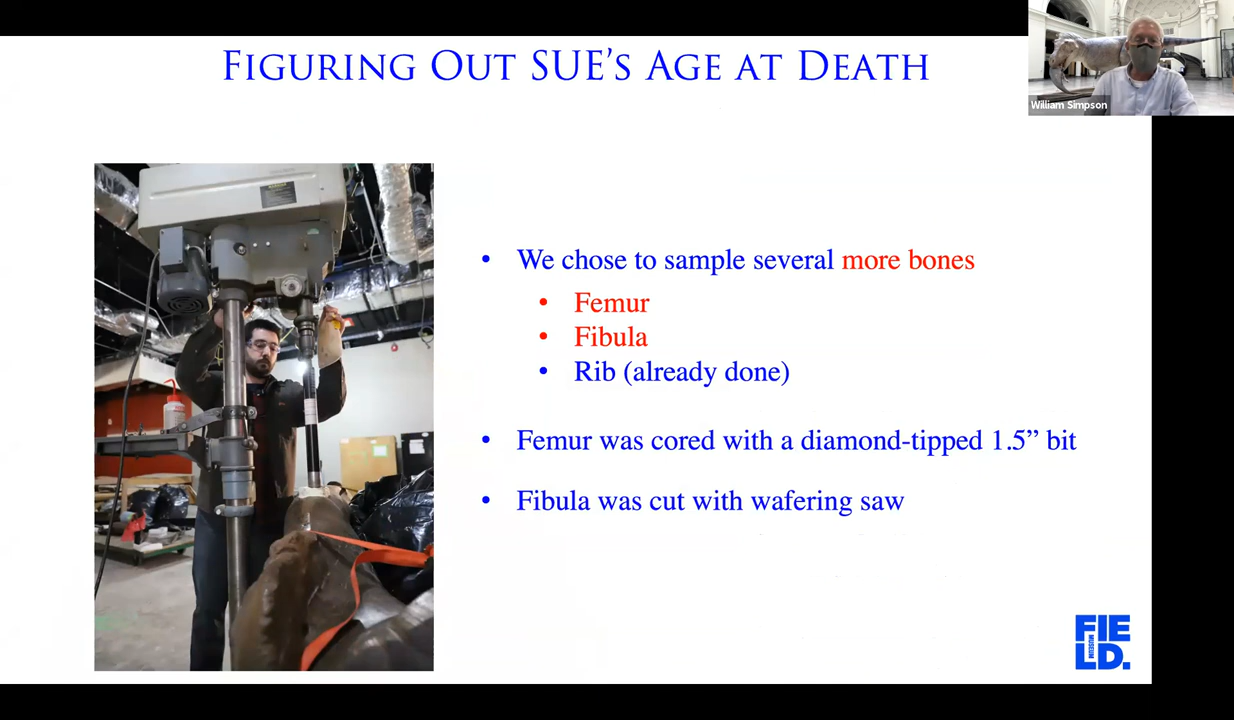 FIGURING OUT SUE'S AGE AT DEATH
William Simpson
• We chose to sample several more bones
• Femur
• Fibula
• Rib (already done)
• Femur was cored with a diamond-tipped 1.5” bit
• Fibula was cut with wafering saw
FIE
LD.
MUSEUM